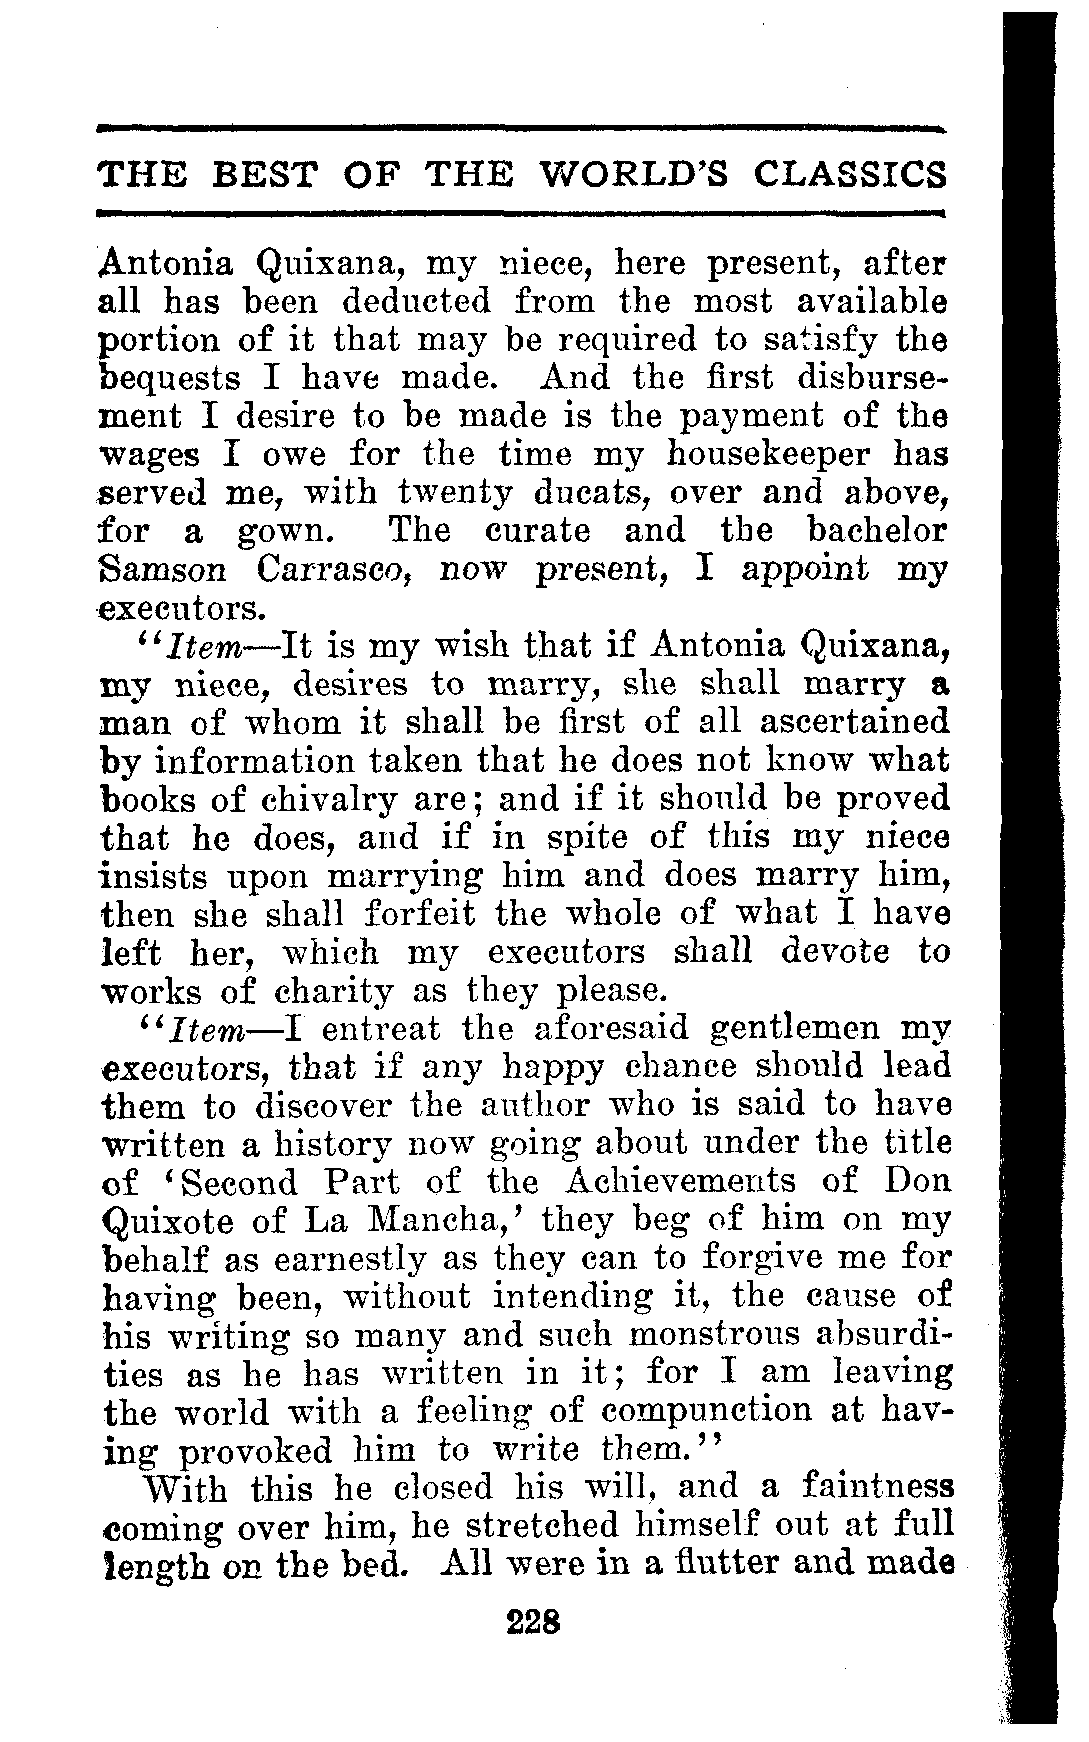 THE BEST OF THE WORLD'S CLASSICS
Antonia Quixana, my niece, here present, after
all has been deducted from the most available
portion of it that may be required to satisfy the
bequests I have made. And the first disburse-
ment I desire to be made is the payment of the
wages I owe for the time my housekeeper has
served me, with twenty ducats, over and above,
for a gown. The curate and the bachelor
Samson Carrasco, now present, I appoint my
executors.
"Item—It is my wish that if Antonia Quixana,
my niece, desires to marry, she shall marry a
man of whom it shall be first of all ascertained
by information taken that he does not know what
books of chivalry are; and if it should be proved
that he does, and if in spite of this my niece
insists upon marrying him and does marry him,
then she shall forfeit the whole of what I have
left her, which my executors shall devote to
works of charity as they please.
"Item—I entreat the aforesaid gentlemen my
executors, that if any happy chance should lead
them to discover the author who is said to have
written a history now going about under the title
of 'Second Part of the Achievements of Don
Quixote of La Mancha,' they beg of him on my
behalf as earnestly as they can to forgive me for
having been, without intending it, the cause of
his writing so many and such monstrous absurdi-
ties as he has written in it; for I am leaving
the world with a feeling of compunction at hav-
ing provoked him to write them."
With this he closed his will, and a faintness
coming over him, he stretched himself out at full
length on the bed. All were in a flutter and made
228